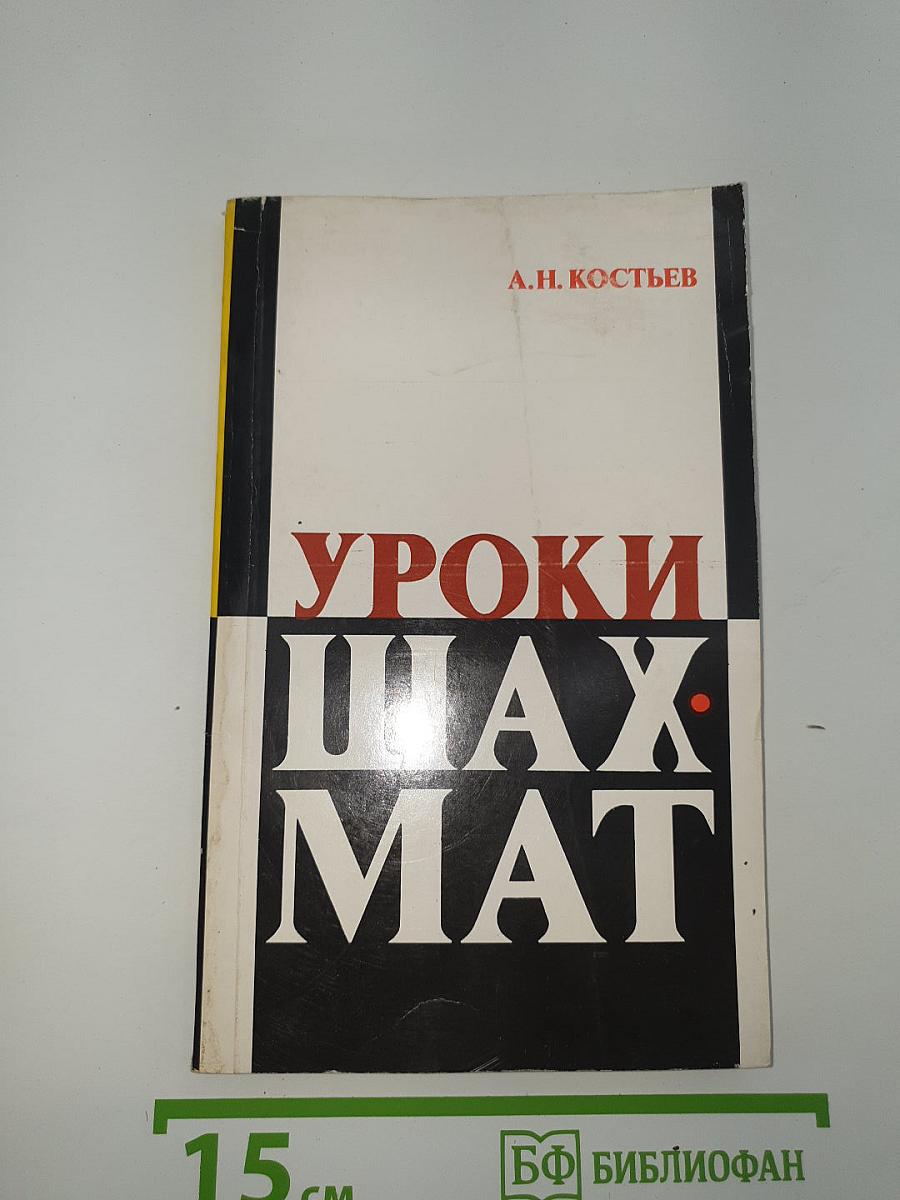 А.Н. КОСТЬЕВ
УРОКИ
ШАХ·
МАТ
15 см
БФ БИБЛИОФАН